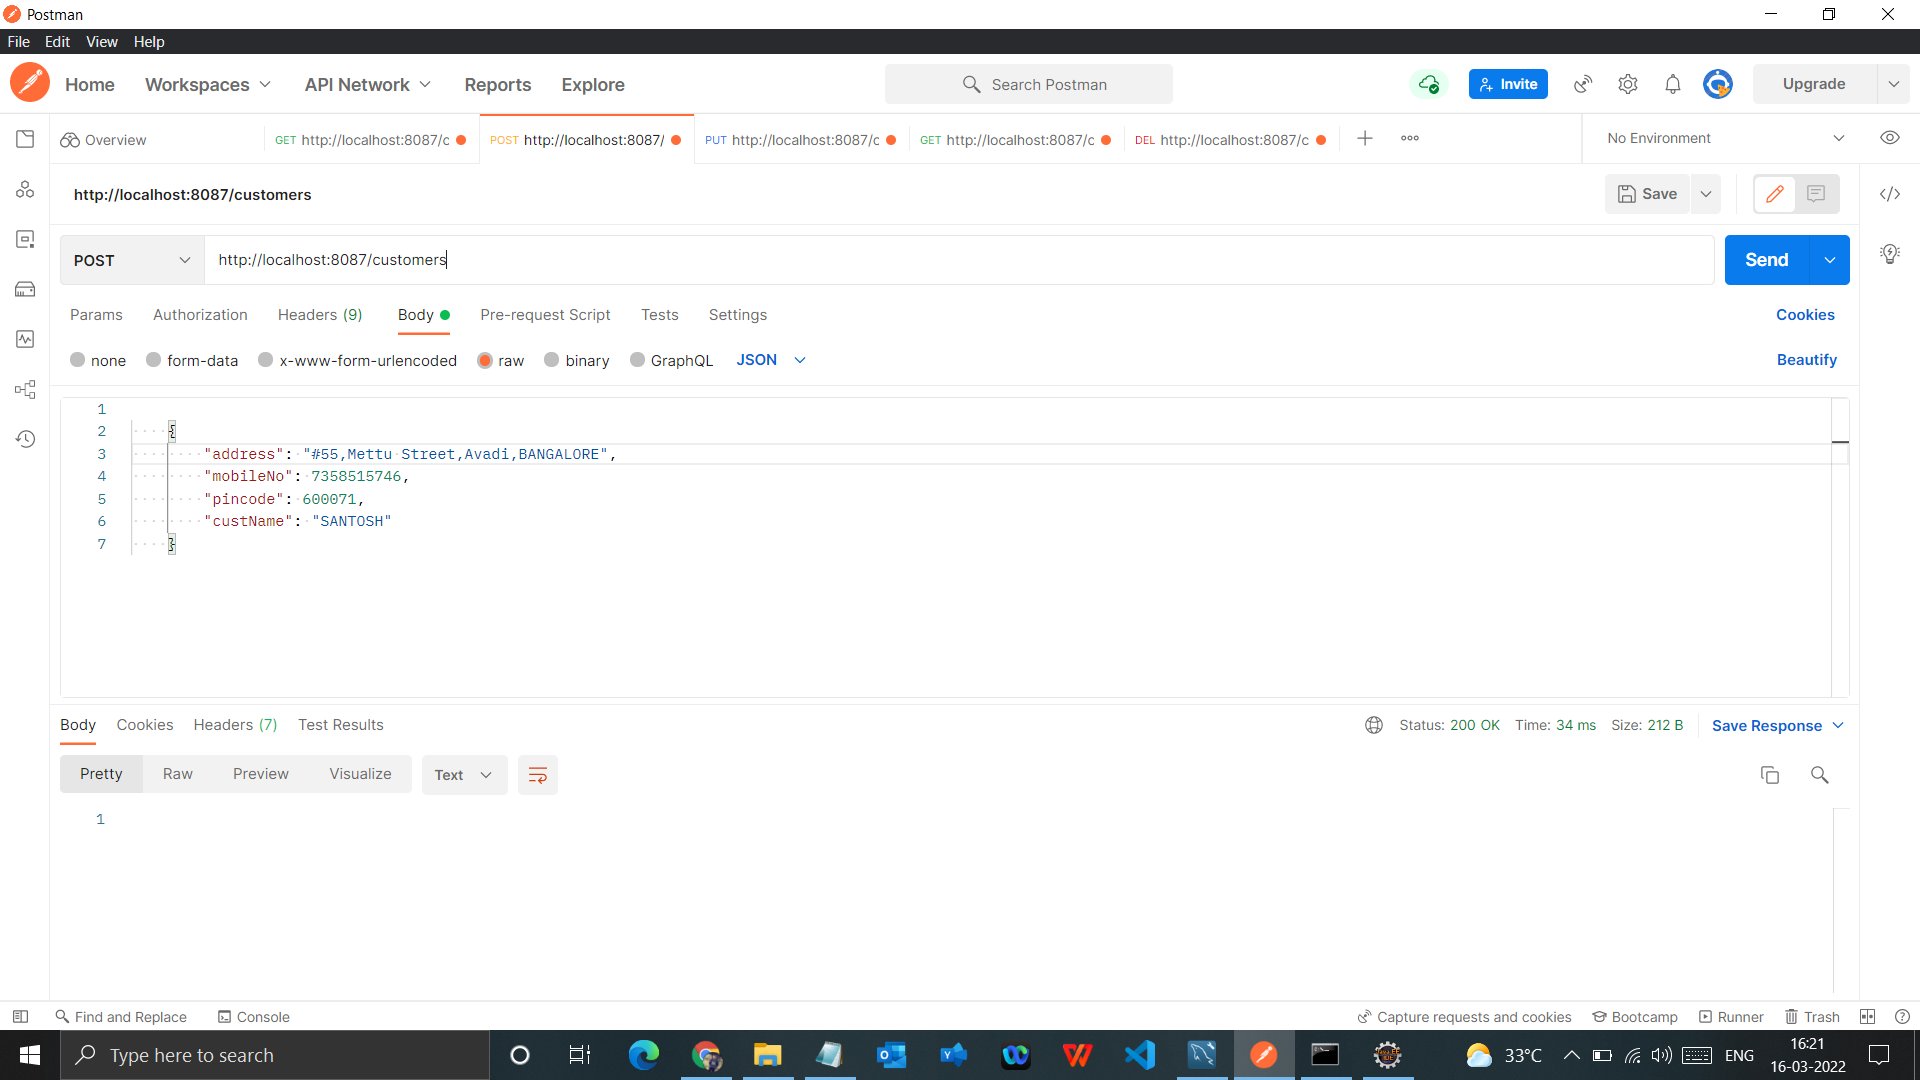 Postman
File Edit View Help
Home Workspaces API Network Reports Explore Search Postman Invite Upgrade
Overview GET http://localhost:8087/c POST http://localhost:8087/ PUT http://localhost:8087/c GET http://localhost:8087/c DEL http://localhost:8087/c No Environment
http://localhost:8087/customers Save
POST http://localhost:8087/customers Send
Params Authorization Headers (9) Body Pre-request Script Tests Settings Cookies
none form-data x-www-form-urlencoded raw binary GraphQL JSON Beautify
1
2 {
3 "address": "#55,Mettu Street,Avadi,BANGALORE",
4 "mobileNo": 7358515746,
5 "pincode": 600071,
6 "custName": "SANTOSH"
7 }
Body Cookies Headers (7) Test Results Status: 200 OK Time: 34 ms Size: 212 B Save Response
Pretty Raw Preview Visualize Text
1
Find and Replace Console Capture requests and cookies Bootcamp Runner Trash
Type here to search 33°C ENG 16:21
16-03-2022